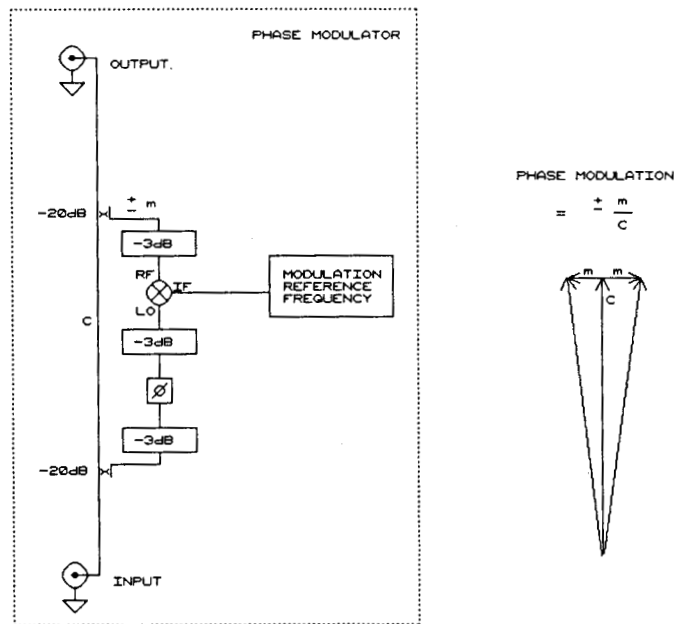 PHASE MODULATOR
OUTPUT.
-20dB
± m
-3dB
RF
IF
LO
MODULATION
REFERENCE
FREQUENCY
C
-3dB
ø
-3dB
-20dB
INPUT
PHASE MODULATION
= ± m
C
m m
C